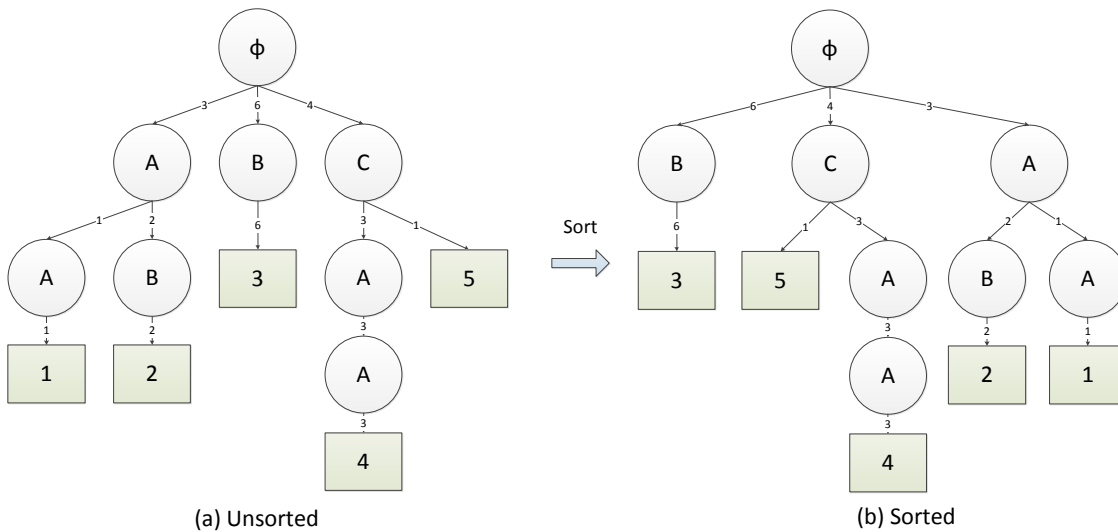 ф ф
3 6 4 6 4 3
A B C B C A
1 2 6 3 1 6 1 3 2 1
Sort
A B 3 A 5 3 5 A B A
1 2 3 3 2 1
1 2 A A 2 1
3 3
4 4
(a) Unsorted (b) Sorted